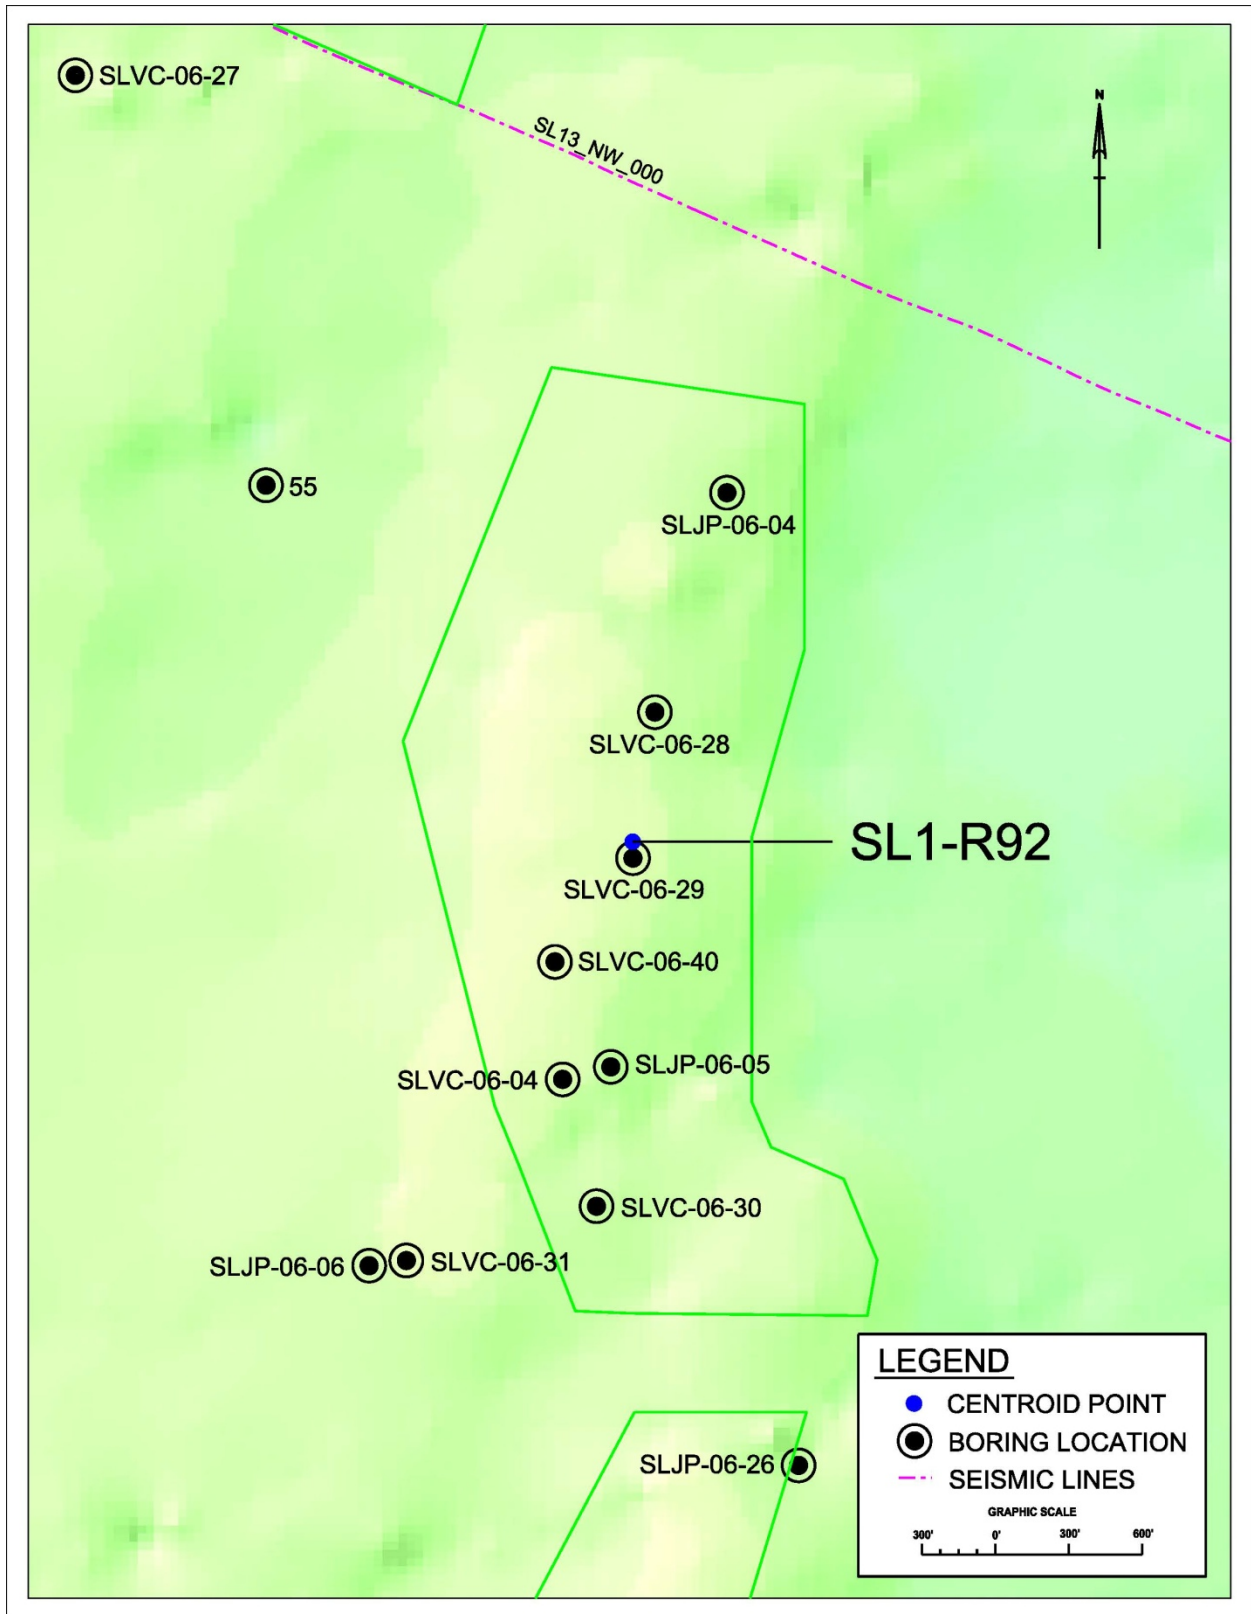 SLVC-06-27
N
SL13_NW_000
55
SLJP-06-04
SLVC-06-28
SL1-R92
SLVC-06-29
SLVC-06-40
SLJP-06-05
SLVC-06-04
SLVC-06-30
SLVC-06-31
SLJP-06-06
LEGEND
CENTROID POINT
BORING LOCATION
SEISMIC LINES
GRAPHIC SCALE
300' 0' 300' 600'
SLJP-06-26